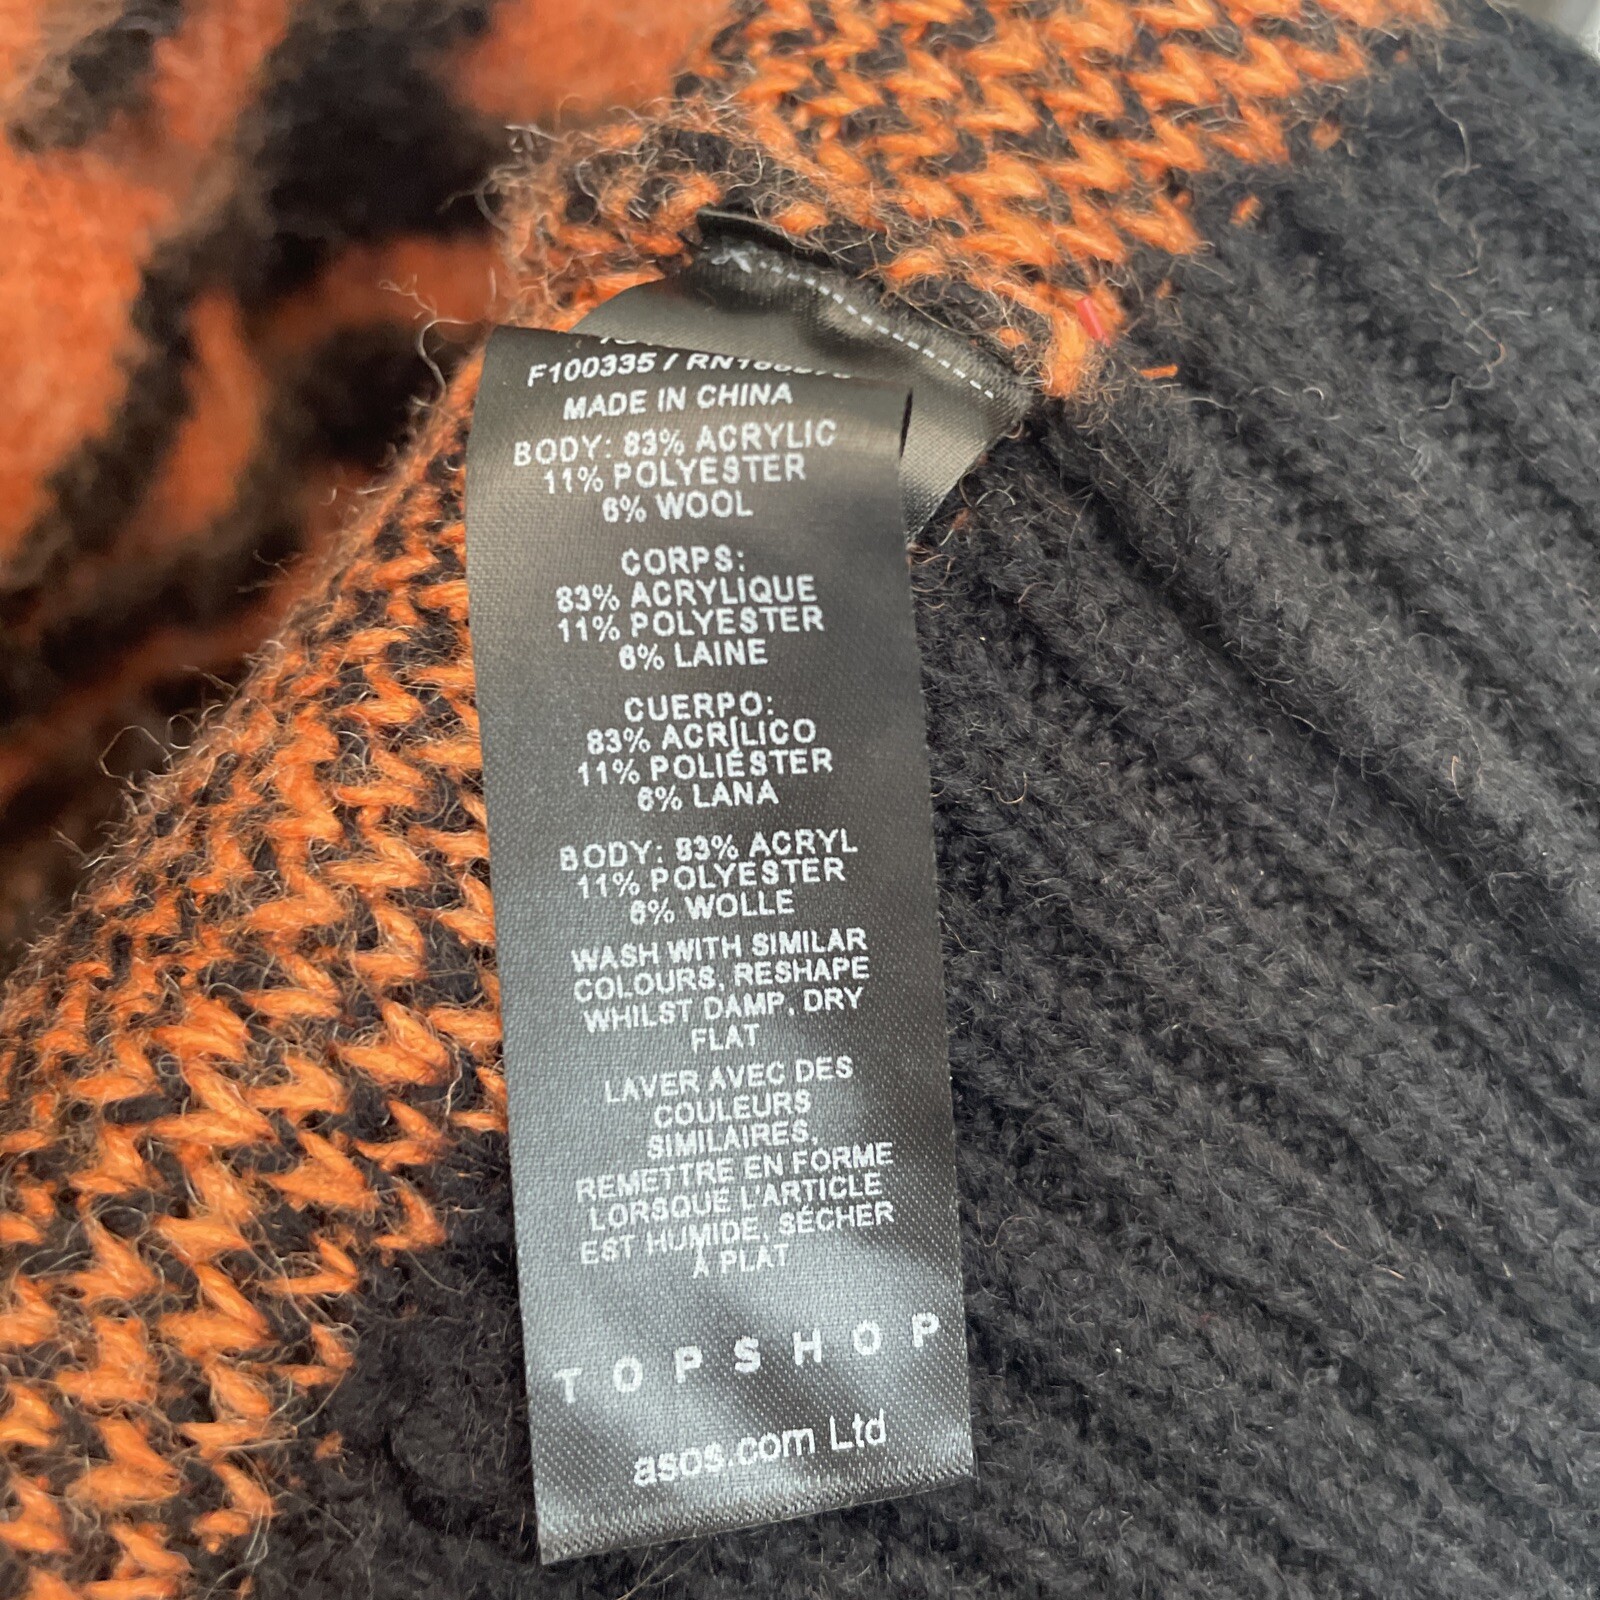 F100335 / 
MADE IN CHINA
BODY: 83% ACRYLIC
11% POLYESTER
6% WOOL
CORPS:
83% ACRYLIQUE
11% POLYESTER
6% LAINE
CUERPO:
83% ACRÍLICO
11% POLIÉSTER
6% LANA
BODY: 83% ACRYL
11% POLYESTER
6% WOLLE
WASH WITH SIMILAR
COLOURS, RESHAPE
WHILST DAMP, DRY
FLAT
LAVER AVEC DES
COULEURS
SIMILAIRES,
REMETTRE EN FORME
LORSQUE L'ARTICLE
EST HUMIDE, SÉCHER
À PLAT
TOPSHOP
asos.com Ltd